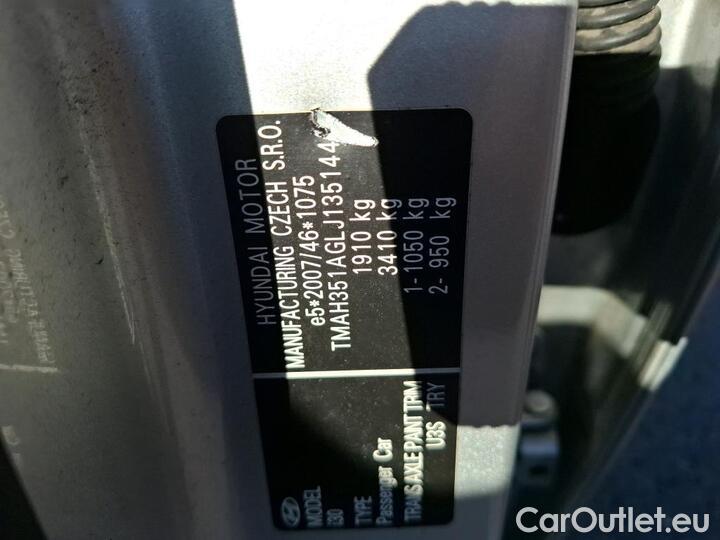 HYUNDAI MOTOR
MANUFACTURING CZECH S.R.O.
e5*2007/46*1075
TMAH351AGLJ135144
1910 kg
3410 kg
1- 1050 kg
2- 950 kg
MODEL
I30
TYPE
Passenger Car
TRANS AXLE PAINT TRIM
U3S TRY
CarOutlet.eu